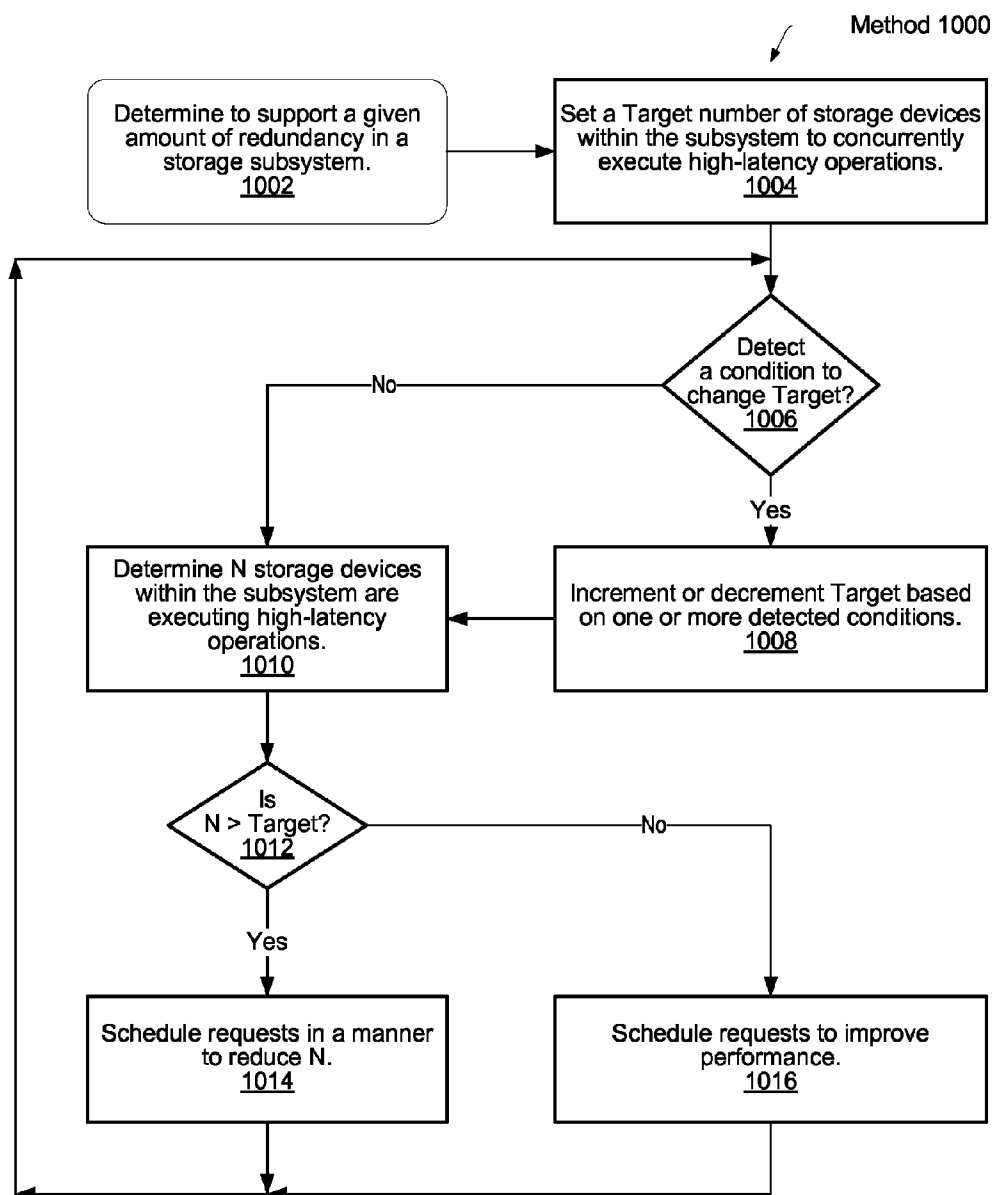 Method 1000
Determine to support a given
amount of redundancy in a
storage subsystem.
1002
Set a Target number of storage devices
within the subsystem to concurrently
execute high-latency operations.
1004
Detect
a condition to
change Target?
1006
No
Yes
Determine N storage devices
within the subsystem are
executing high-latency
operations.
1010
Increment or decrement Target based
on one or more detected conditions.
1008
Is
N > Target?
1012
No
Yes
Schedule requests in a manner
to reduce N.
1014
Schedule requests to improve
performance.
1016